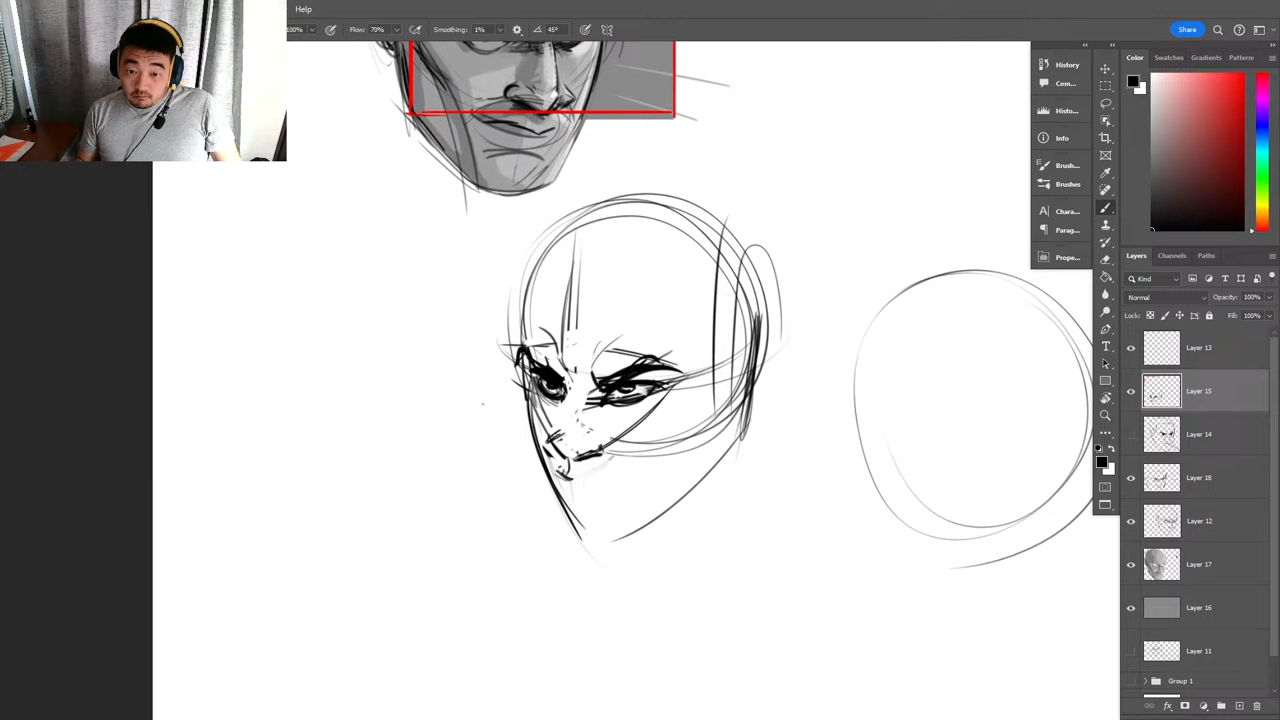 Help
100% Flow: 70% Smoothing: 1% 45° Share
History
Com...
Histo...
Info
Brush...
Brushes
Chara...
Parag...
Prope...
Color Swatches Gradients Pattern
Layers Channels Paths
Kind
Normal Opacity: 100%
Lock: Fill: 100%
Layer 13
Layer 15
Layer 14
Layer 18
Layer 12
Layer 17
Layer 16
Layer 11
Group 1